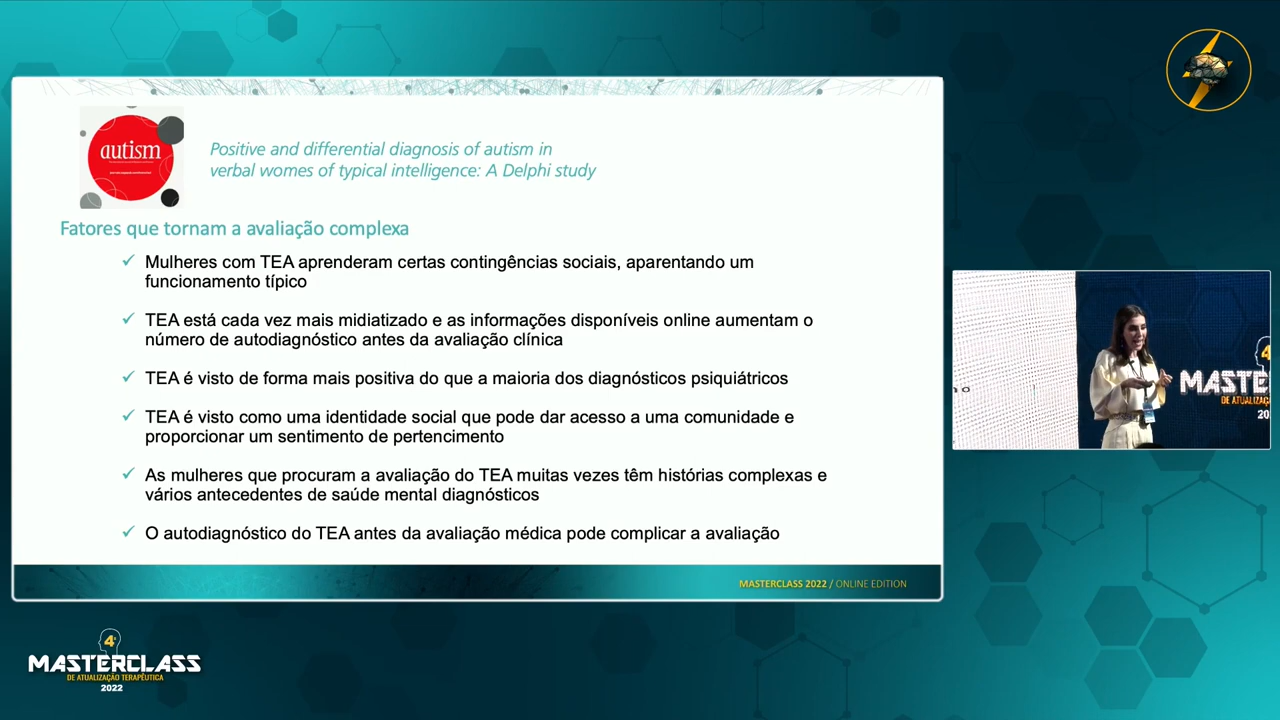 autism
Positive and differential diagnosis of autism in
verbal womes of typical intelligence: A Delphi study
Fatores que tornam a avaliação complexa
Mulheres com TEA aprenderam certas contingências sociais, aparentando um
funcionamento típico
TEA está cada vez mais midiatizado e as informações disponíveis online aumentam o
número de autodiagnóstico antes da avaliação clínica
TEA é visto de forma mais positiva do que a maioria dos diagnósticos psiquiátricos
TEA é visto como uma identidade social que pode dar acesso a uma comunidade e
proporcionar um sentimento de pertencimento
As mulheres que procuram a avaliação do TEA muitas vezes têm histórias complexas e
vários antecedentes de saúde mental diagnósticos
O autodiagnóstico do TEA antes da avaliação médica pode complicar a avaliação
MASTERCLASS 2022 / ONLINE EDITION
4ª
MASTERCLASS
DE ATUALIZAÇÃO TERAPÊUTICA
2022
4
MASTE
DE ATUALIZAÇ
20